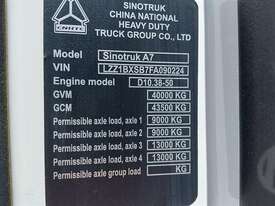 SINOTRUK
CHINA NATIONAL
HEAVY DUTY
TRUCK GROUP CO., LTD
CNHTC
Model Sinotruk A7
VIN LZZ1BXSB7FA090224
Engine model D10.38-50
GVM 40000 KG
GCM 43500 KG
Permissible axle load, axle 1 9000 KG
Permissible axle load, axle 2 9000 KG
Permissible axle load, axle 3 13000 KG
Permissible axle load, axle 4 13000 KG
Permissible axle group load KG